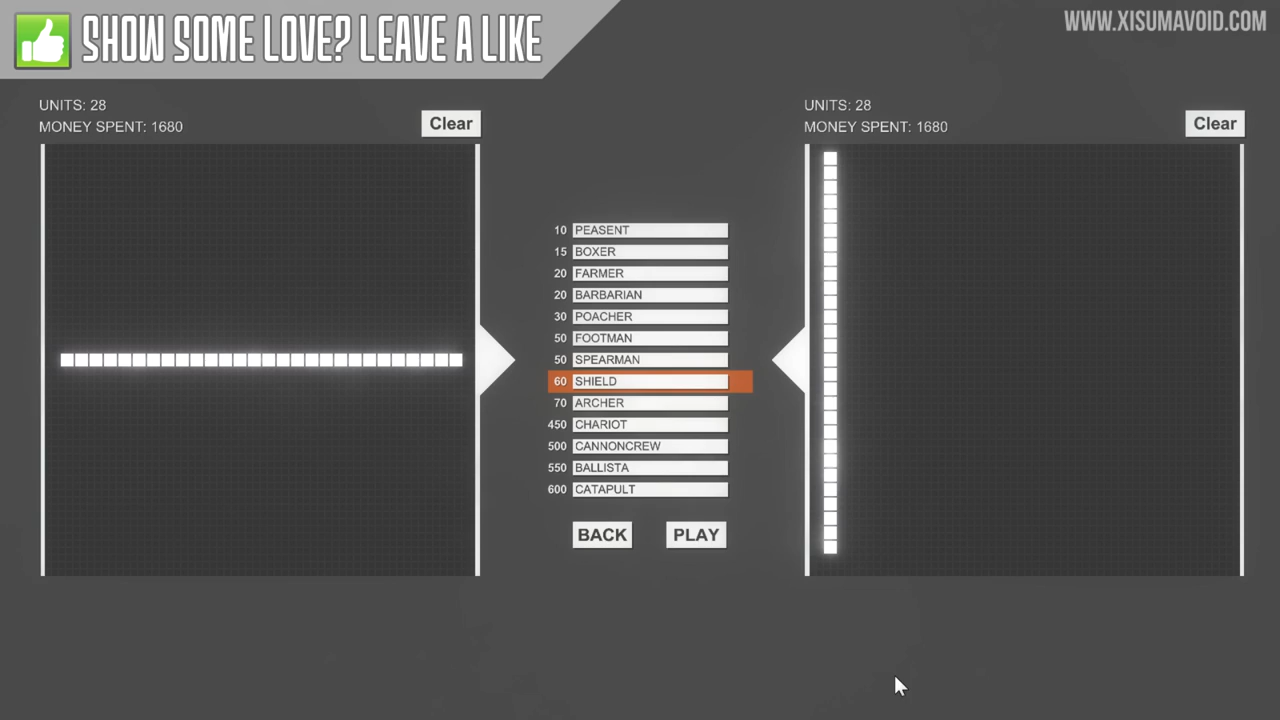 SHOW SOME LOVE? LEAVE A LIKE
WWW.XISUMAVOID.COM
UNITS: 28
MONEY SPENT: 1680
Clear
UNITS: 28
MONEY SPENT: 1680
Clear
10 PEASENT
15 BOXER
20 FARMER
20 BARBARIAN
30 POACHER
50 FOOTMAN
50 SPEARMAN
60 SHIELD
70 ARCHER
450 CHARIOT
500 CANNONCREW
550 BALLISTA
600 CATAPULT
BACK PLAY